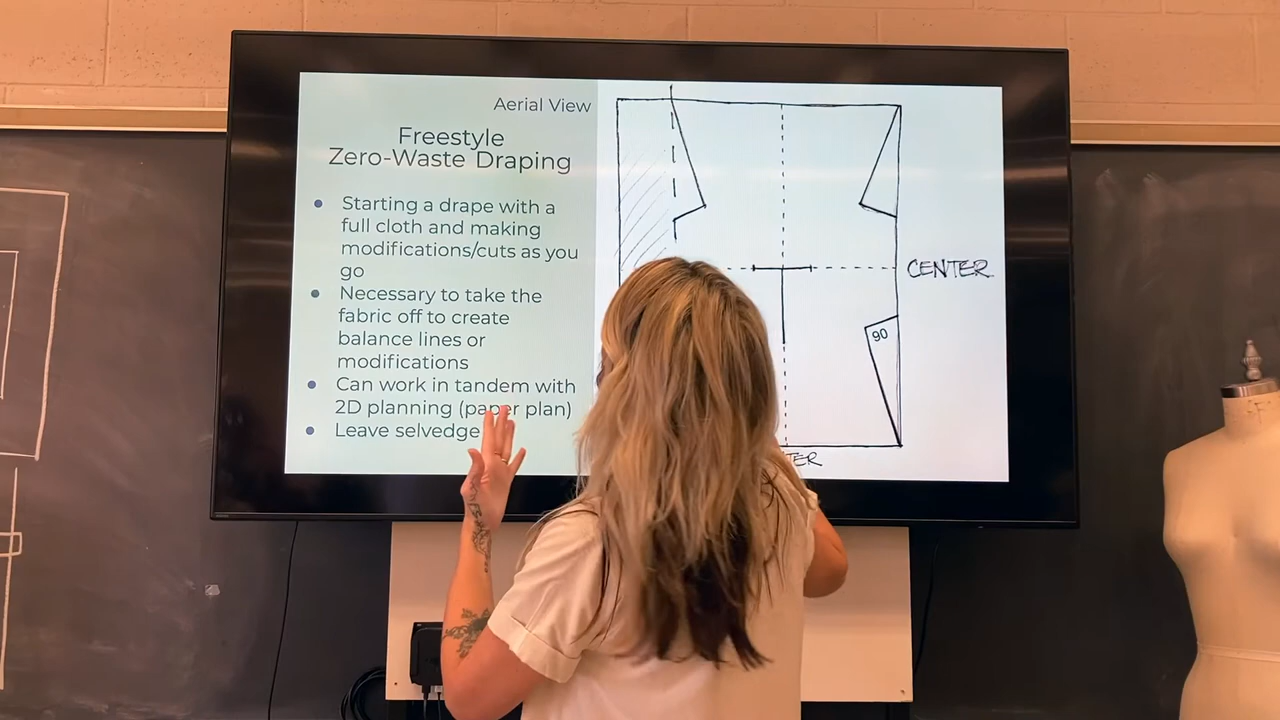 Aerial View
Freestyle
Zero-Waste Draping
Starting a drape with a
full cloth and making
modifications/cuts as you
go
Necessary to take the
fabric off to create
balance lines or
modifications
Can work in tandem with
2D planning (paper plan)
Leave selvedge
CENTER
90